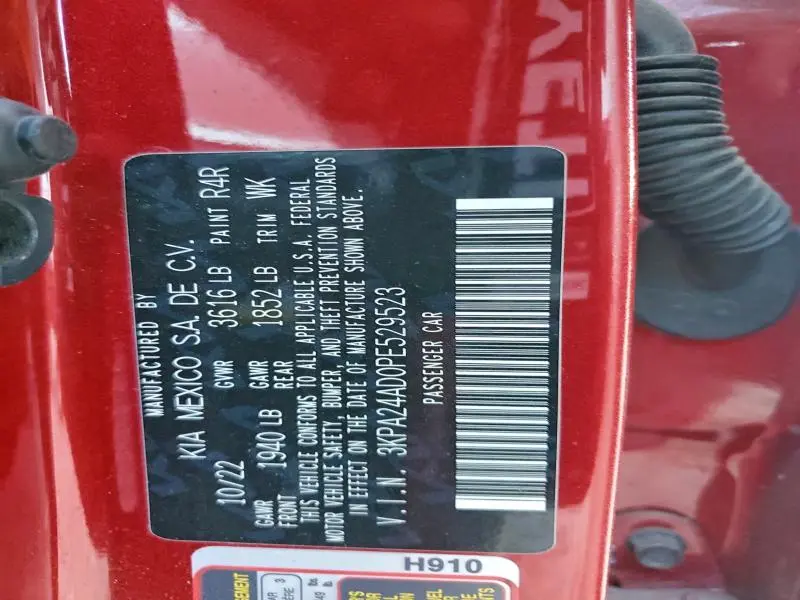 MANUFACTURED BY
KIA MEXICO S.A. DE C.V.
10/22 GVWR 3616 LB PAINT R4R
GAWR FRONT 1940 LB GAWR REAR 1852 LB TRIM WK
THIS VEHICLE CONFORMS TO ALL APPLICABLE U.S.A. FEDERAL
MOTOR VEHICLE SAFETY, BUMPER, AND THEFT PREVENTION STANDARDS
IN EFFECT ON THE DATE OF MANUFACTURE SHOWN ABOVE.
V.I.N. 3KPA24AD0PE529523
PASSENGER CAR
H910